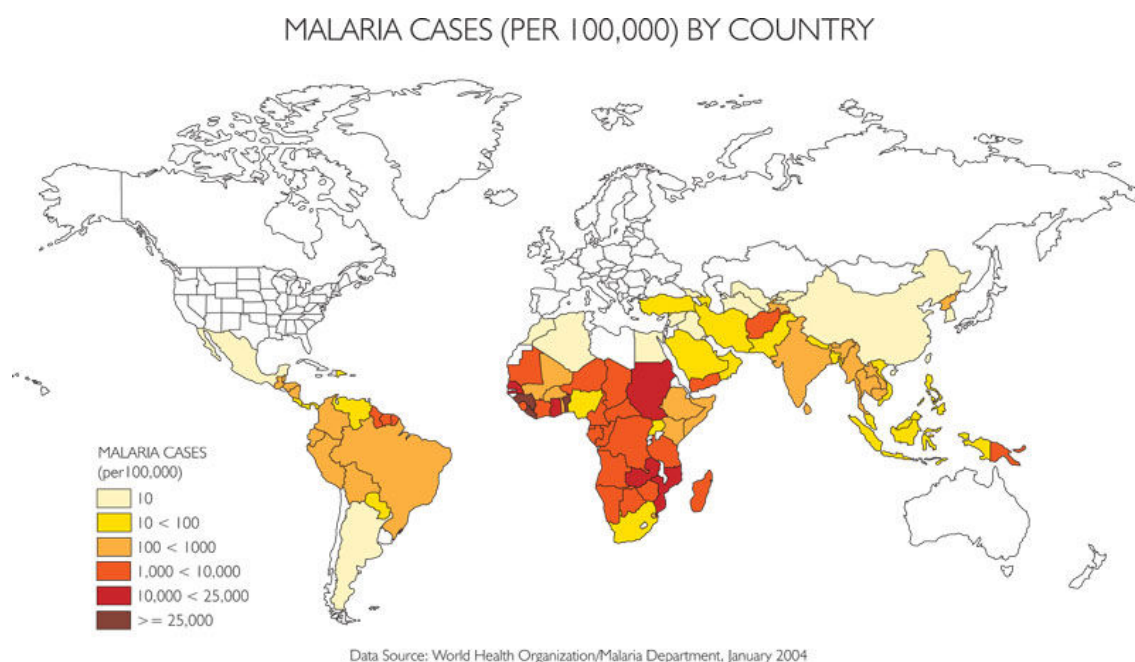 MALARIA CASES (PER 100,000) BY COUNTRY
MALARIA CASES
(per100,000)
10
10 < 100
100 < 1000
1,000 < 10,000
10,000 < 25,000
>= 25,000
Data Source: World Health Organization/Malaria Department, January 2004